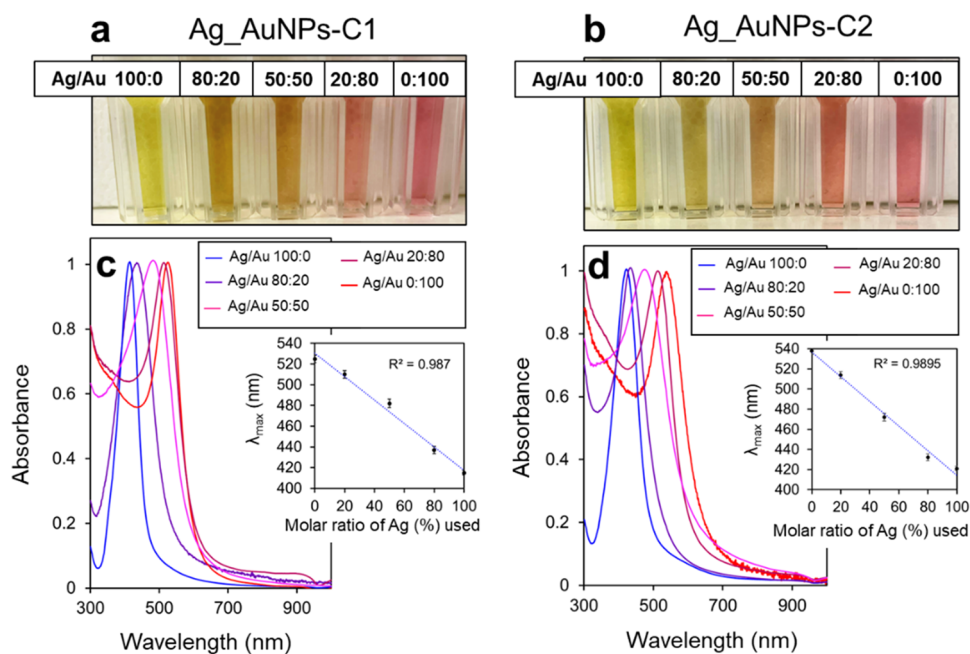 a
Ag_AuNPs-C1
Ag/Au 100:0 80:20 50:50 20:80 0:100
b
Ag_AuNPs-C2
Ag/Au 100:0 80:20 50:50 20:80 0:100
c
Ag/Au 100:0
Ag/Au 80:20
Ag/Au 50:50
Ag/Au 20:80
Ag/Au 0:100
1
0.8
0.6
0.4
0.2
0
Absorbance
300 500 700 900
Wavelength (nm)
R² = 0.987
540
520
500
480
460
440
420
400
λmax (nm)
0 20 40 60 80 100
Molar ratio of Ag (%) used
d
Ag/Au 100:0
Ag/Au 80:20
Ag/Au 50:50
Ag/Au 20:80
Ag/Au 0:100
1
0.8
0.6
0.4
0.2
0
Absorbance
300 500 700 900
Wavelength (nm)
R² = 0.9895
540
520
500
480
460
440
420
400
λmax (nm)
0 20 40 60 80 100
Molar ratio of Ag (%) used